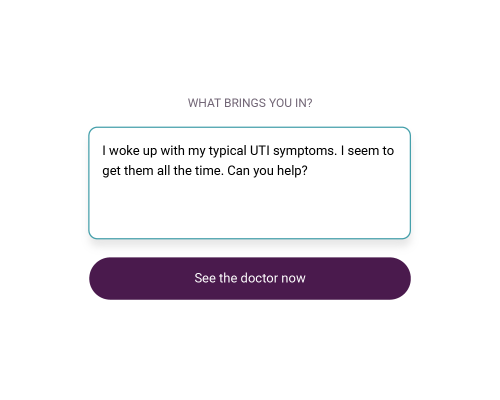 WHAT BRINGS YOU IN?
I woke up with my typical UTI symptoms. I seem to
get them all the time. Can you help?
See the doctor now